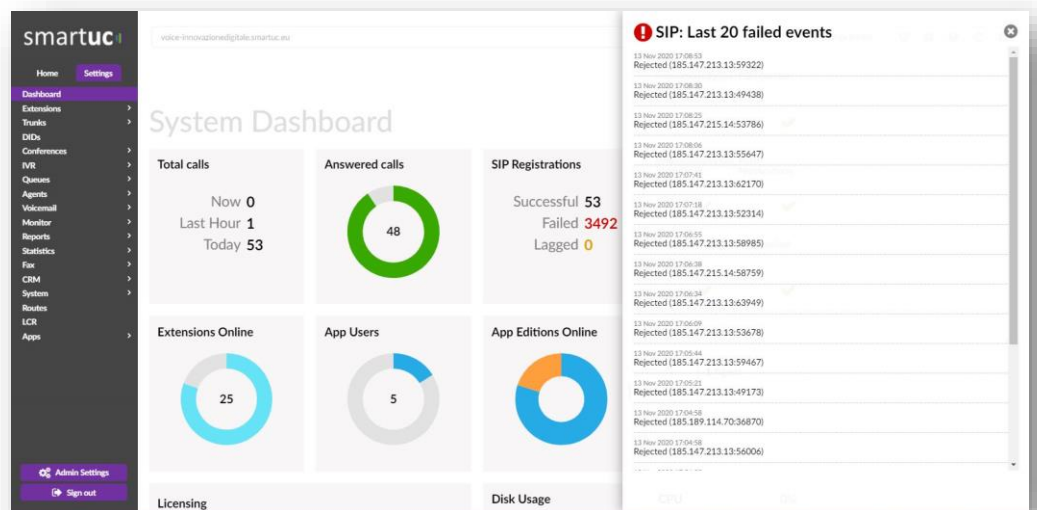 smartuc
Home Settings
Dashboard
Extensions
Trunks
DIDs
Conferences
IVR
Queues
Agents
Voicemail
Monitor
Reports
Statistics
Fax
CRM
System
Routes
LCR
Apps
Admin Settings
Sign out
voice-innovazionedigitale.smartuc.eu
System Dashboard
Total calls
Now 0
Last Hour 1
Today 53
Answered calls
48
SIP Registrations
Successful 53
Failed 3492
Lagged 0
Extensions Online
25
App Users
5
App Editions Online
Licensing
Disk Usage
CPU
SIP: Last 20 failed events
13 Nov 2020 17:08:53
Rejected (185.147.213.13:59322)
13 Nov 2020 17:08:30
Rejected (185.147.213.13:49438)
13 Nov 2020 17:08:25
Rejected (185.147.215.14:53786)
13 Nov 2020 17:08:06
Rejected (185.147.213.13:55647)
13 Nov 2020 17:07:41
Rejected (185.147.213.13:62170)
13 Nov 2020 17:07:18
Rejected (185.147.213.13:52314)
13 Nov 2020 17:06:55
Rejected (185.147.213.13:58985)
13 Nov 2020 17:06:38
Rejected (185.147.215.14:58759)
13 Nov 2020 17:06:34
Rejected (185.147.213.13:63949)
13 Nov 2020 17:06:09
Rejected (185.147.213.13:53678)
13 Nov 2020 17:05:44
Rejected (185.147.213.13:59467)
13 Nov 2020 17:05:21
Rejected (185.147.213.13:49173)
13 Nov 2020 17:04:58
Rejected (185.189.114.70:36870)
13 Nov 2020 17:04:58
Rejected (185.147.213.13:56006)